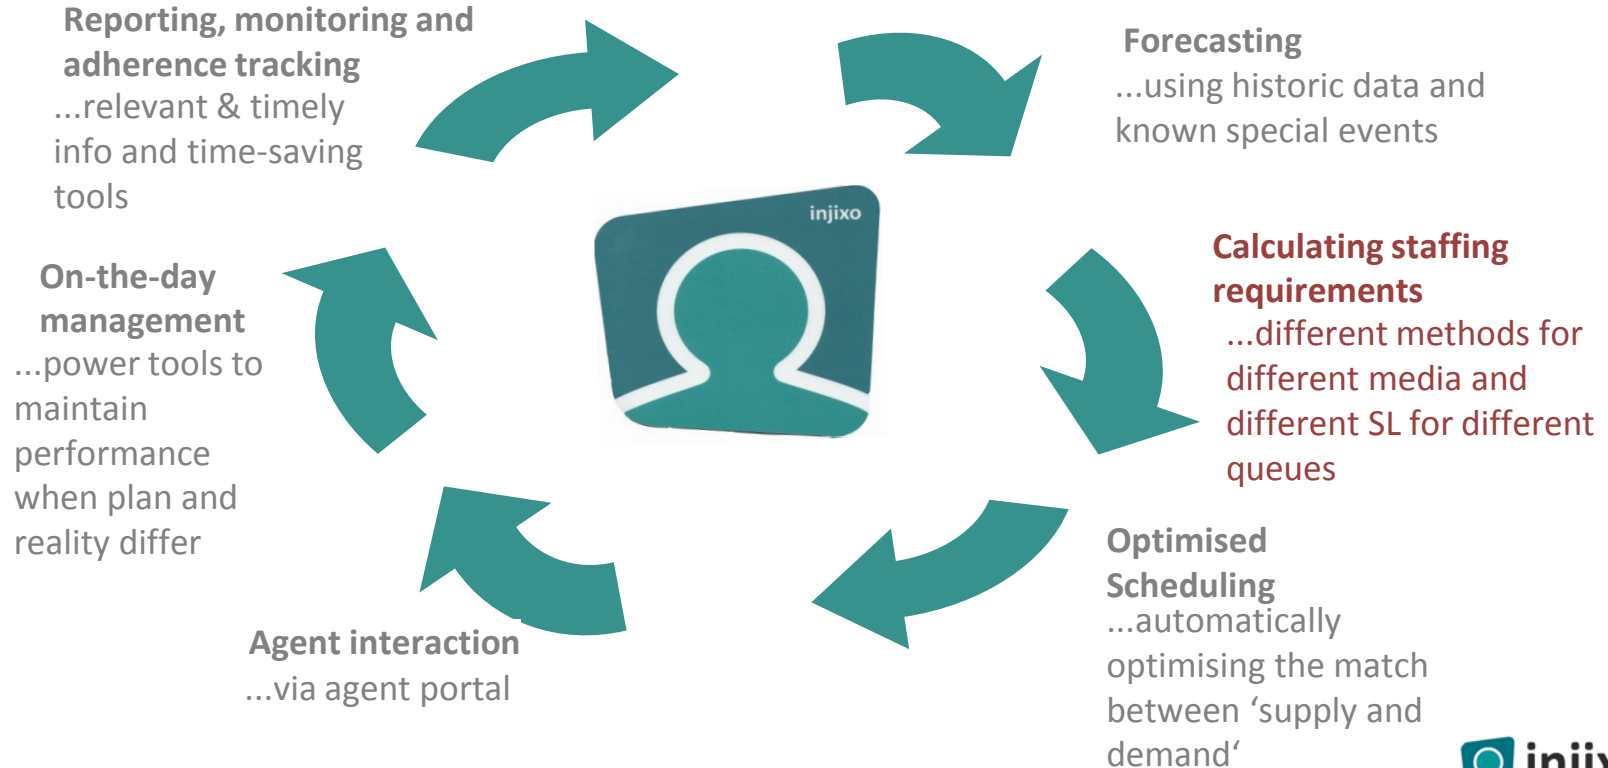 Reporting, monitoring and
adherence tracking
...relevant & timely
info and time-saving
tools
Forecasting
...using historic data and
known special events
injixo
Calculating staffing
requirements
...different methods for
different media and
different SL for different
queues
On-the-day
management
...power tools to
maintain
performance
when plan and
reality differ
Optimised
Scheduling
...automatically
optimising the match
between ‘supply and
demand‘
Agent interaction
...via agent portal